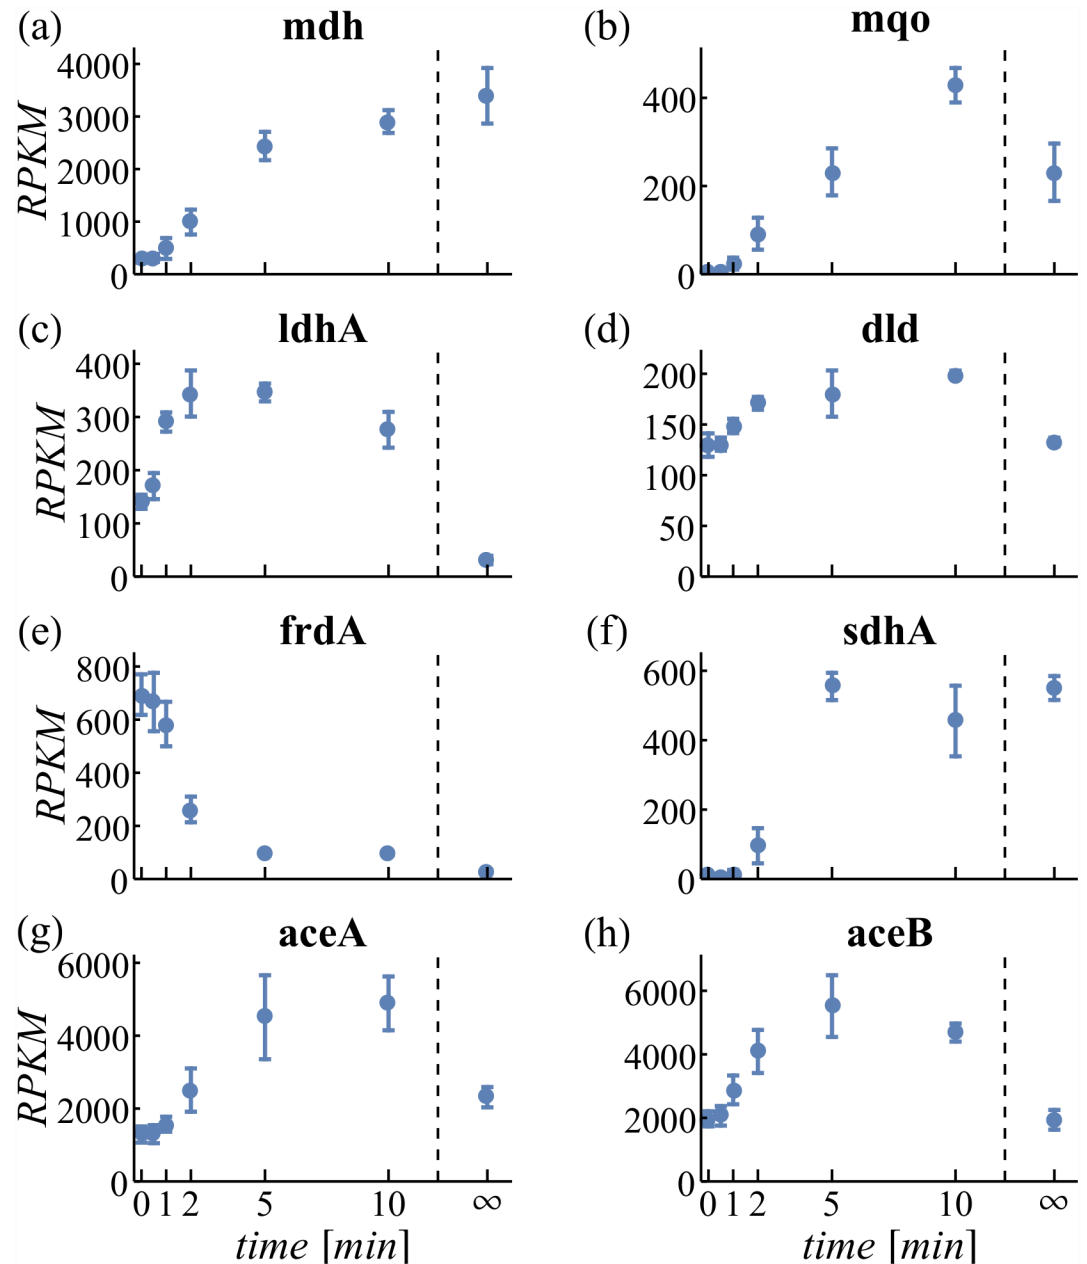 (a) mdh
4000
3000
2000
1000
0
RPKM
(b) mqo
400
200
0
(c) ldhA
400
300
200
100
0
RPKM
(d) dld
200
150
100
50
0
(e) frdA
800
600
400
200
0
RPKM
(f) sdhA
600
400
200
0
(g) aceA
6000
4000
2000
0
RPKM
0 1 2 5 10 ∞
time [min]
(h) aceB
6000
4000
2000
0
0 1 2 5 10 ∞
time [min]